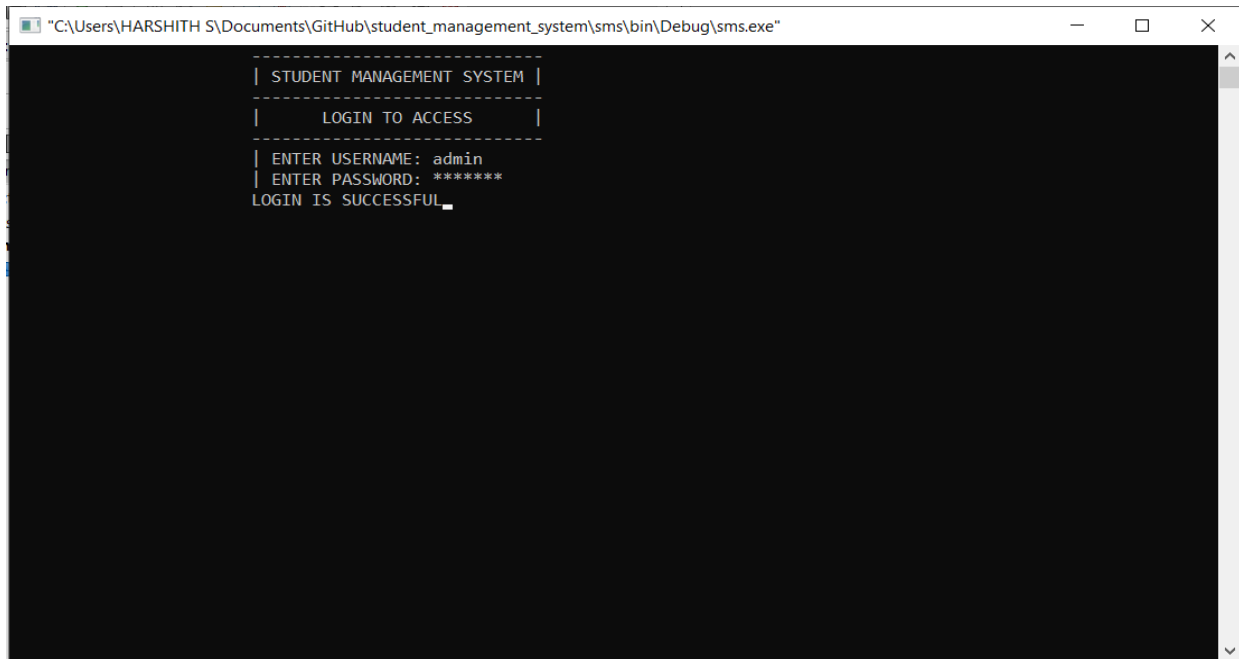 "C:\Users\HARSHITH S\Documents\GitHub\student_management_system\sms\bin\Debug\sms.exe"
-----------------------------
| STUDENT MANAGEMENT SYSTEM |
-----------------------------
|      LOGIN TO ACCESS      |
-----------------------------
| ENTER USERNAME: admin
| ENTER PASSWORD: *******
LOGIN IS SUCCESSFUL